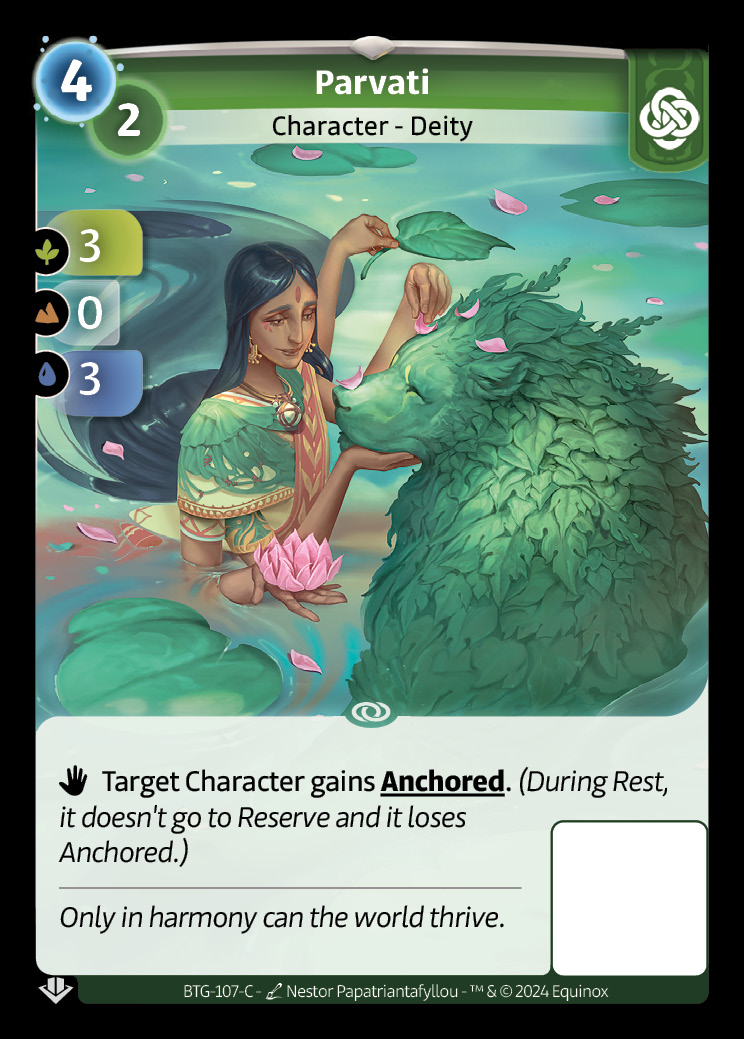 4
Parvati
2
Character - Deity
3
0
3
Target Character gains Anchored. (During Rest,
it doesn't go to Reserve and it loses
Anchored.)
Only in harmony can the world thrive.
BTG-107-C - Nestor Papatriantafyllou - ™ & © 2024 Equinox